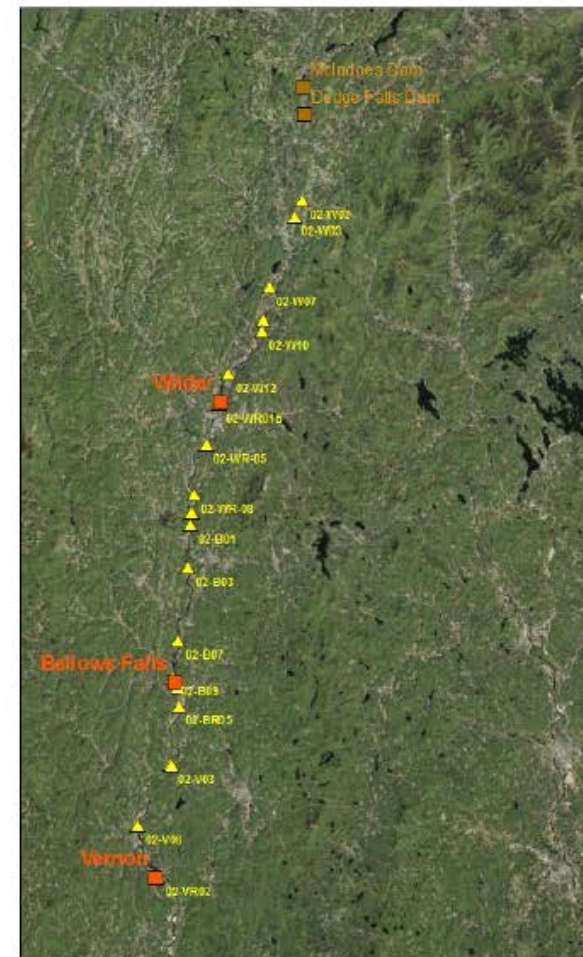 McIndoes Dam
Dodge Falls Dam
02-W02
02-W03
02-W07
02-W10
Wilder
02-W12
02-WR01b
02-WR-05
02-WR-08
02-B01
02-B03
02-B07
Bellows Falls
02-B09
02-BR05
02-V03
02-V08
Vernon
02-VR02